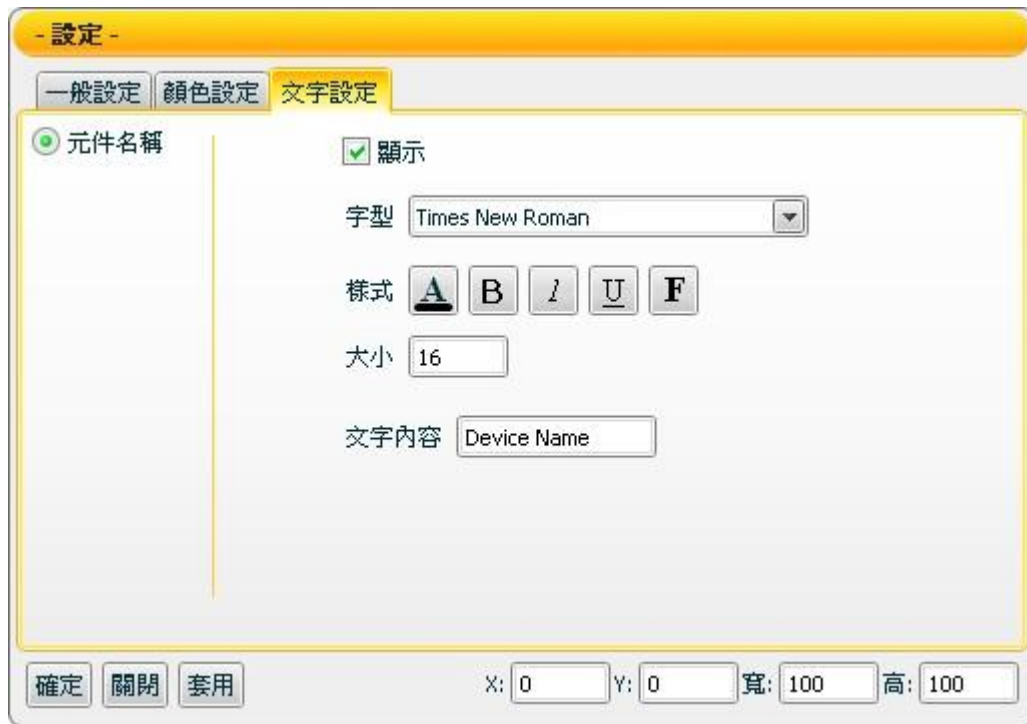 - 設定 -
一般設定 顏色設定 文字設定
元件名稱
顯示
字型 Times New Roman
樣式 A B I U F
大小 16
文字內容 Device Name
確定 關閉 套用 X: 0 Y: 0 寬: 100 高: 100